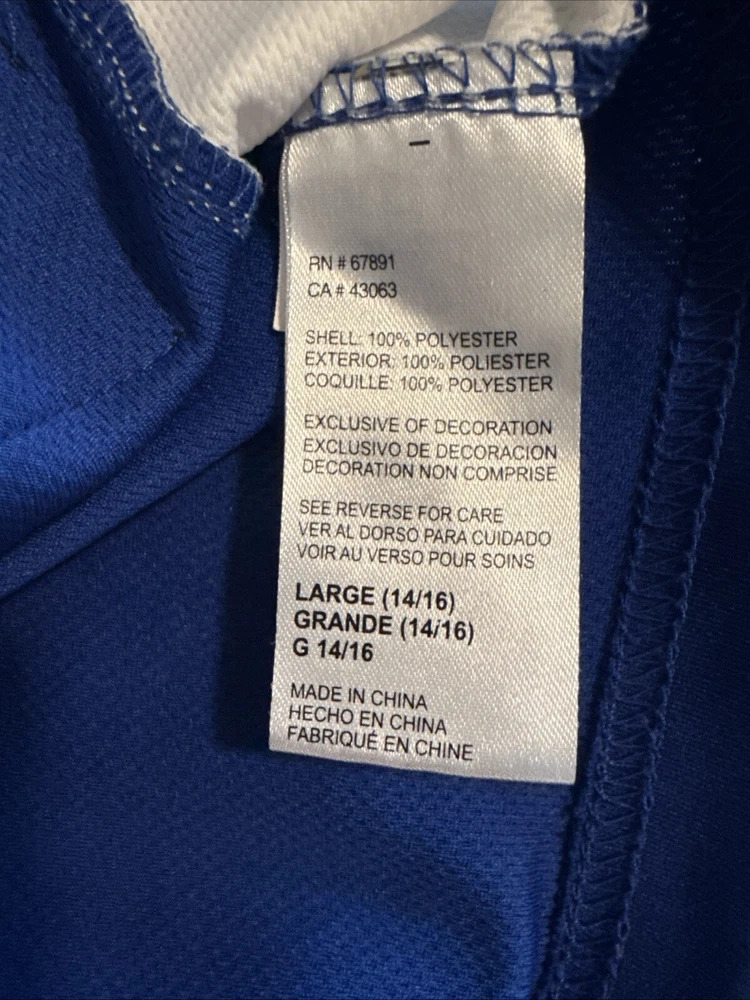 RN # 67891
CA # 43063
SHELL: 100% POLYESTER
EXTERIOR: 100% POLIESTER
COQUILLE: 100% POLYESTER
EXCLUSIVE OF DECORATION
EXCLUSIVO DE DECORACION
DECORATION NON COMPRISE
SEE REVERSE FOR CARE
VER AL DORSO PARA CUIDADO
VOIR AU VERSO POUR SOINS
LARGE (14/16)
GRANDE (14/16)
G 14/16
MADE IN CHINA
HECHO EN CHINA
FABRIQUÉ EN CHINE